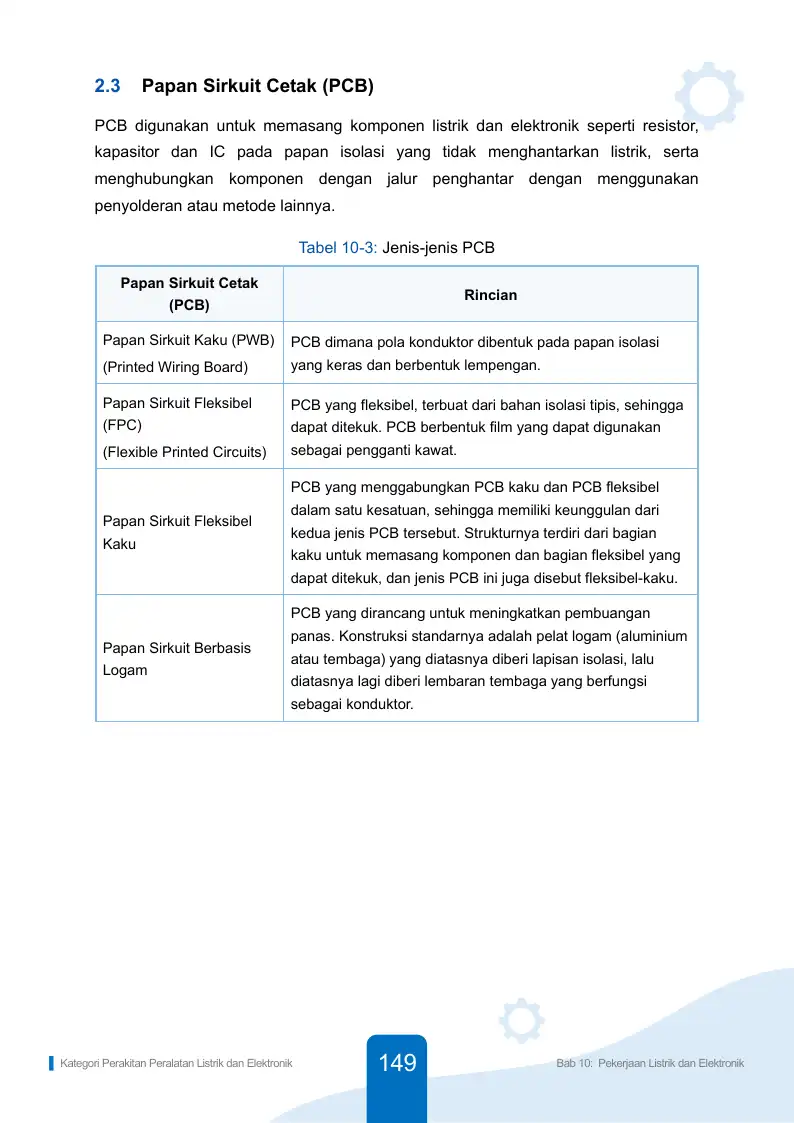 2.3 Papan Sirkuit Cetak (PCB)
PCB digunakan untuk memasang komponen listrik dan elektronik seperti resistor,
kapasitor dan IC pada papan isolasi yang tidak menghantarkan listrik, serta
menghubungkan komponen dengan jalur penghantar dengan menggunakan
penyolderan atau metode lainnya.
Tabel 10-3: Jenis-jenis PCB
Papan Sirkuit Cetak
(PCB)
Rincian
Papan Sirkuit Kaku (PWB)
(Printed Wiring Board)
PCB dimana pola konduktor dibentuk pada papan isolasi
yang keras dan berbentuk lempengan.
Papan Sirkuit Fleksibel
(FPC)
(Flexible Printed Circuits)
PCB yang fleksibel, terbuat dari bahan isolasi tipis, sehingga
dapat ditekuk. PCB berbentuk film yang dapat digunakan
sebagai pengganti kawat.
Papan Sirkuit Fleksibel
Kaku
PCB yang menggabungkan PCB kaku dan PCB fleksibel
dalam satu kesatuan, sehingga memiliki keunggulan dari
kedua jenis PCB tersebut. Strukturnya terdiri dari bagian
kaku untuk memasang komponen dan bagian fleksibel yang
dapat ditekuk, dan jenis PCB ini juga disebut fleksibel-kaku.
Papan Sirkuit Berbasis
Logam
PCB yang dirancang untuk meningkatkan pembuangan
panas. Konstruksi standarnya adalah pelat logam (aluminium
atau tembaga) yang diatasnya diberi lapisan isolasi, lalu
diatasnya lagi diberi lembaran tembaga yang berfungsi
sebagai konduktor.
Kategori Perakitan Peralatan Listrik dan Elektronik
149
Bab 10: Pekerjaan Listrik dan Elektronik